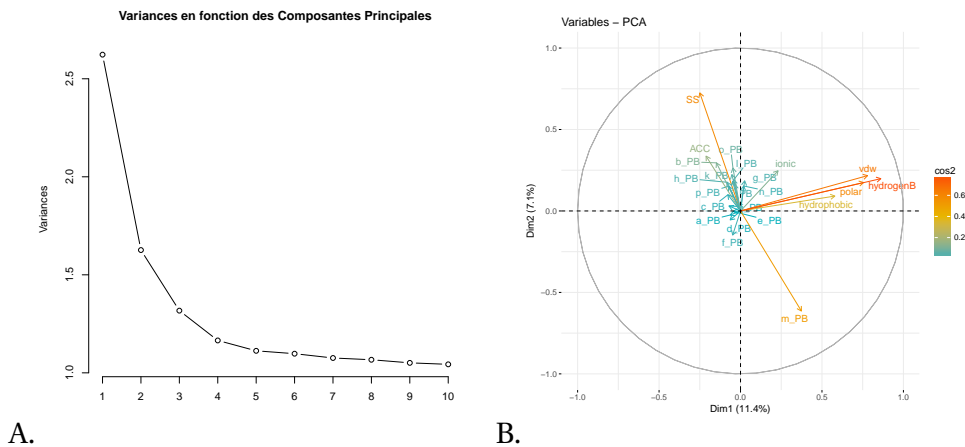 Variances en fonction des Composantes Principales
Variances
2.5
2.0
1.5
1.0
1 2 3 4 5 6 7 8 9 10
A.
Variables − PCA
Dim2 (7.1%)
1.0
0.5
0.0
−0.5
−1.0
SS
ACC
o_PB
b_PB
l_PB
ionic
k_PB
h_PB
g_PB
vdw
hydrogenB
p_PB
n_PB
polar
hydrophobic
c_PB
a_PB
e_PB
d_PB
f_PB
m_PB
−1.0 −0.5 0.0 0.5 1.0
Dim1 (11.4%)
cos2
0.6
0.4
0.2
B.